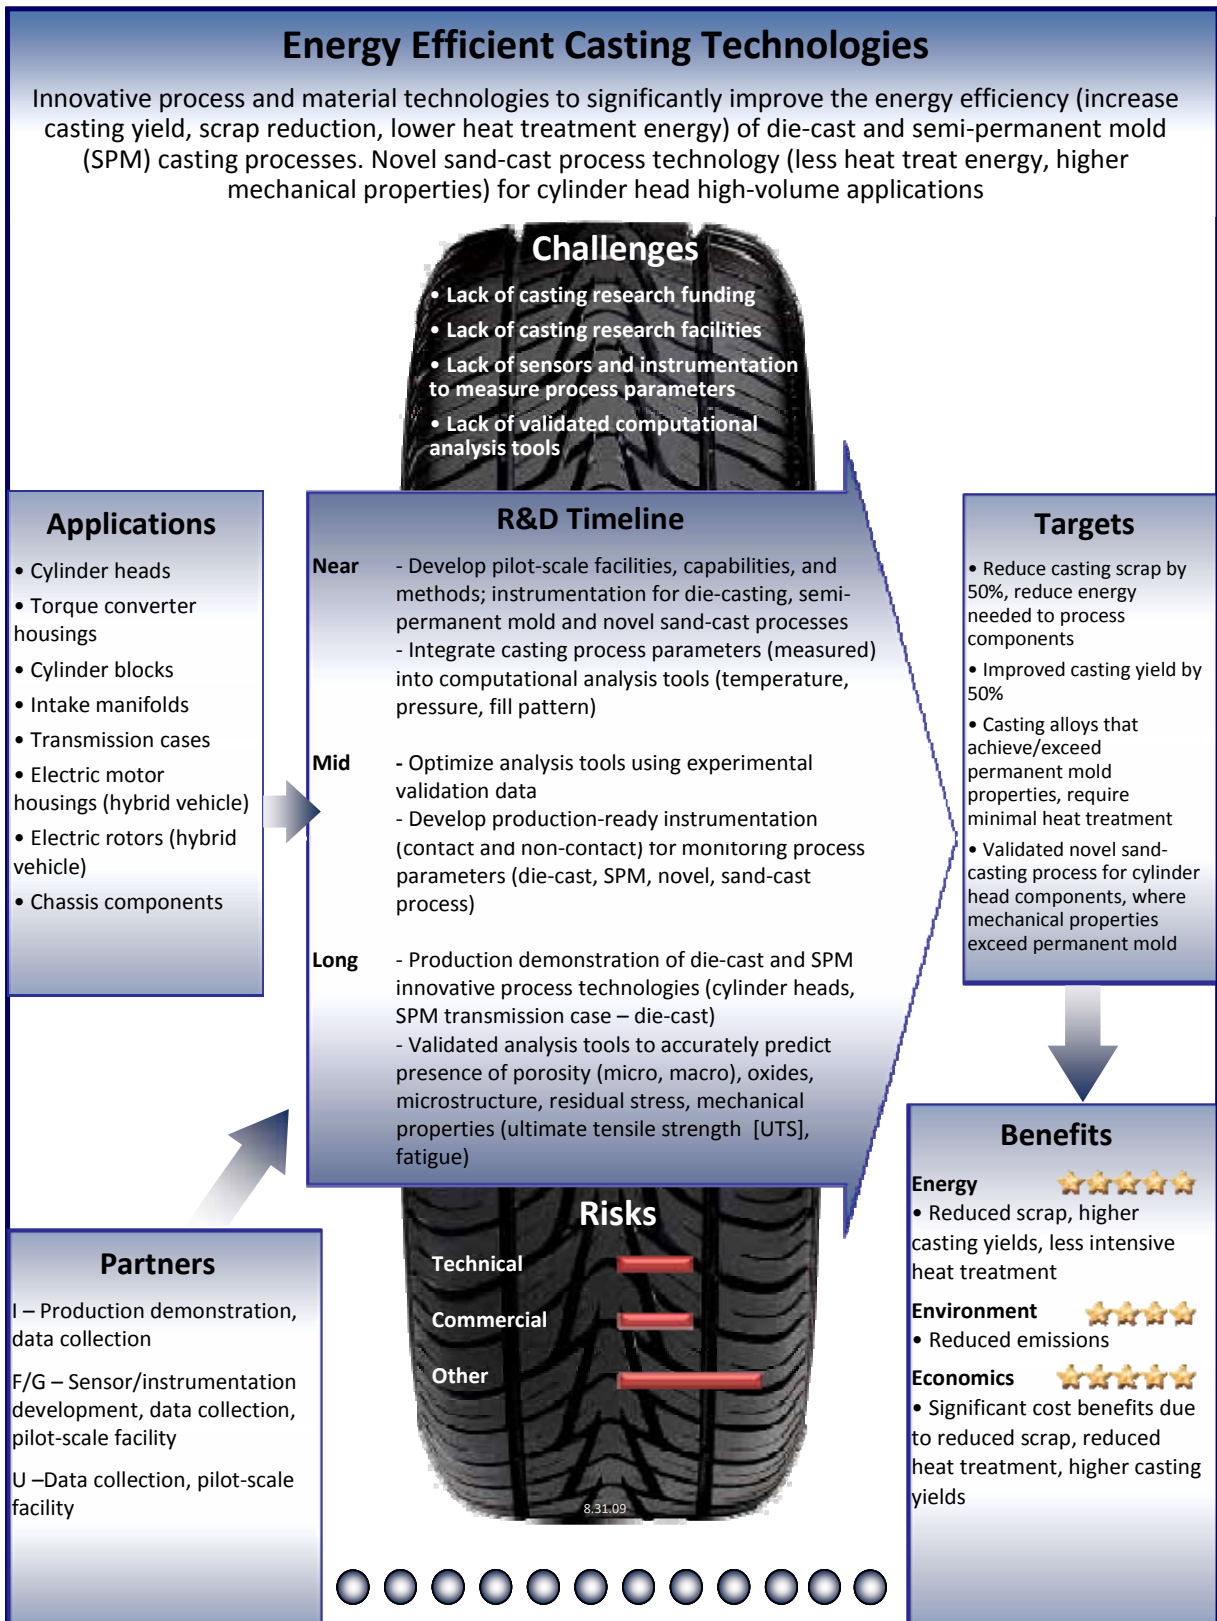 Energy Efficient Casting Technologies
Innovative process and material technologies to significantly improve the energy efficiency (increase
casting yield, scrap reduction, lower heat treatment energy) of die-cast and semi-permanent mold
(SPM) casting processes. Novel sand-cast process technology (less heat treat energy, higher
mechanical properties) for cylinder head high-volume applications
Challenges
• Lack of casting research funding
• Lack of casting research facilities
• Lack of sensors and instrumentation
to measure process parameters
• Lack of validated computational
analysis tools
Applications
• Cylinder heads
• Torque converter
housings
• Cylinder blocks
• Intake manifolds
• Transmission cases
• Electric motor
housings (hybrid vehicle)
• Electric rotors (hybrid
vehicle)
• Chassis components
R&D Timeline
Near - Develop pilot-scale facilities, capabilities, and
methods; instrumentation for die-casting, semi-
permanent mold and novel sand-cast processes
- Integrate casting process parameters (measured)
into computational analysis tools (temperature,
pressure, fill pattern)
Mid - Optimize analysis tools using experimental
validation data
- Develop production-ready instrumentation
(contact and non-contact) for monitoring process
parameters (die-cast, SPM, novel, sand-cast
process)
Long - Production demonstration of die-cast and SPM
innovative process technologies (cylinder heads,
SPM transmission case – die-cast)
- Validated analysis tools to accurately predict
presence of porosity (micro, macro), oxides,
microstructure, residual stress, mechanical
properties (ultimate tensile strength [UTS],
fatigue)
Targets
• Reduce casting scrap by
50%, reduce energy
needed to process
components
• Improved casting yield by
50%
• Casting alloys that
achieve/exceed
permanent mold
properties, require
minimal heat treatment
• Validated novel sand-
casting process for cylinder
head components, where
mechanical properties
exceed permanent mold
Partners
I – Production demonstration,
data collection
F/G – Sensor/instrumentation
development, data collection,
pilot-scale facility
U –Data collection, pilot-scale
facility
Risks
Technical
Commercial
Other
8.31.09
Benefits
Energy
• Reduced scrap, higher
casting yields, less intensive
heat treatment
Environment
• Reduced emissions
Economics
• Significant cost benefits due
to reduced scrap, reduced
heat treatment, higher casting
yields